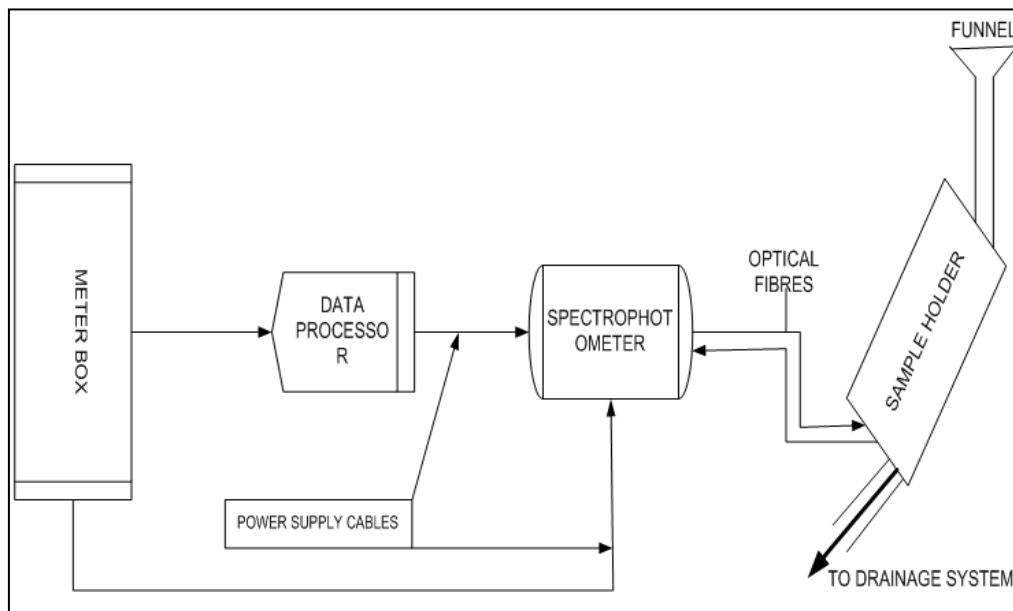 FUNNEL
METER BOX
DATA
PROCESSO
R
SPECTROPHOT
OMETER
OPTICAL
FIBRES
SAMPLE HOLDER
POWER SUPPLY CABLES
TO DRAINAGE SYSTEM